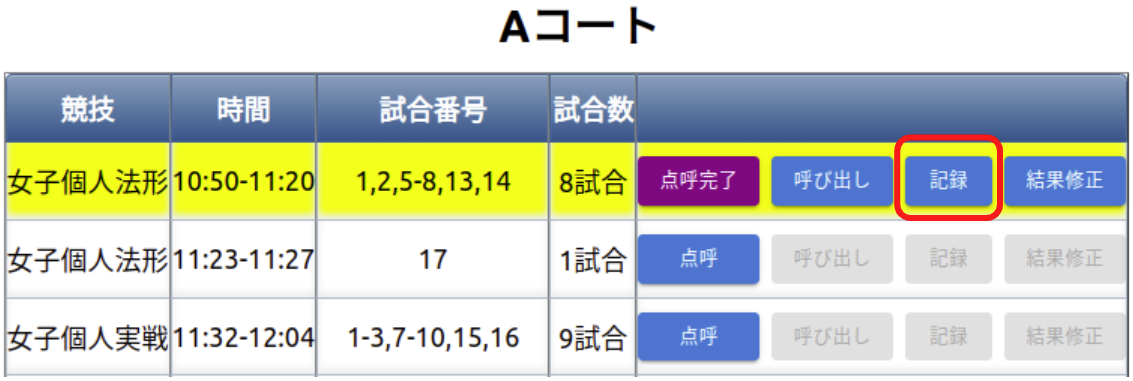 Aコート
競技 時間 試合番号 試合数
女子個人法形 10:50-11:20 1,2,5-8,13,14 8試合 点呼完了 呼び出し 記録 結果修正
女子個人法形 11:23-11:27 17 1試合 点呼 呼び出し 記録 結果修正
女子個人実戦 11:32-12:04 1-3,7-10,15,16 9試合 点呼 呼び出し 記録 結果修正